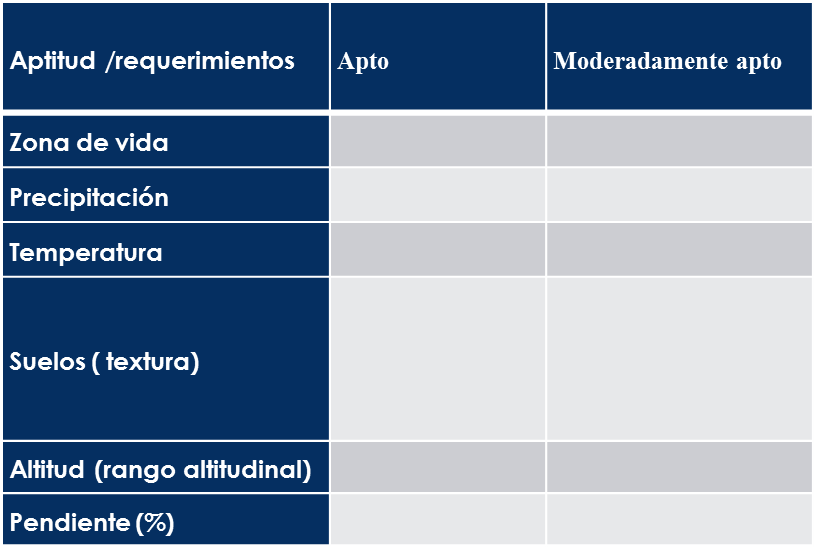 Aptitud /requerimientos Apto Moderadamente apto
Zona de vida
Precipitación
Temperatura
Suelos ( textura)
Altitud (rango altitudinal)
Pendiente (%)